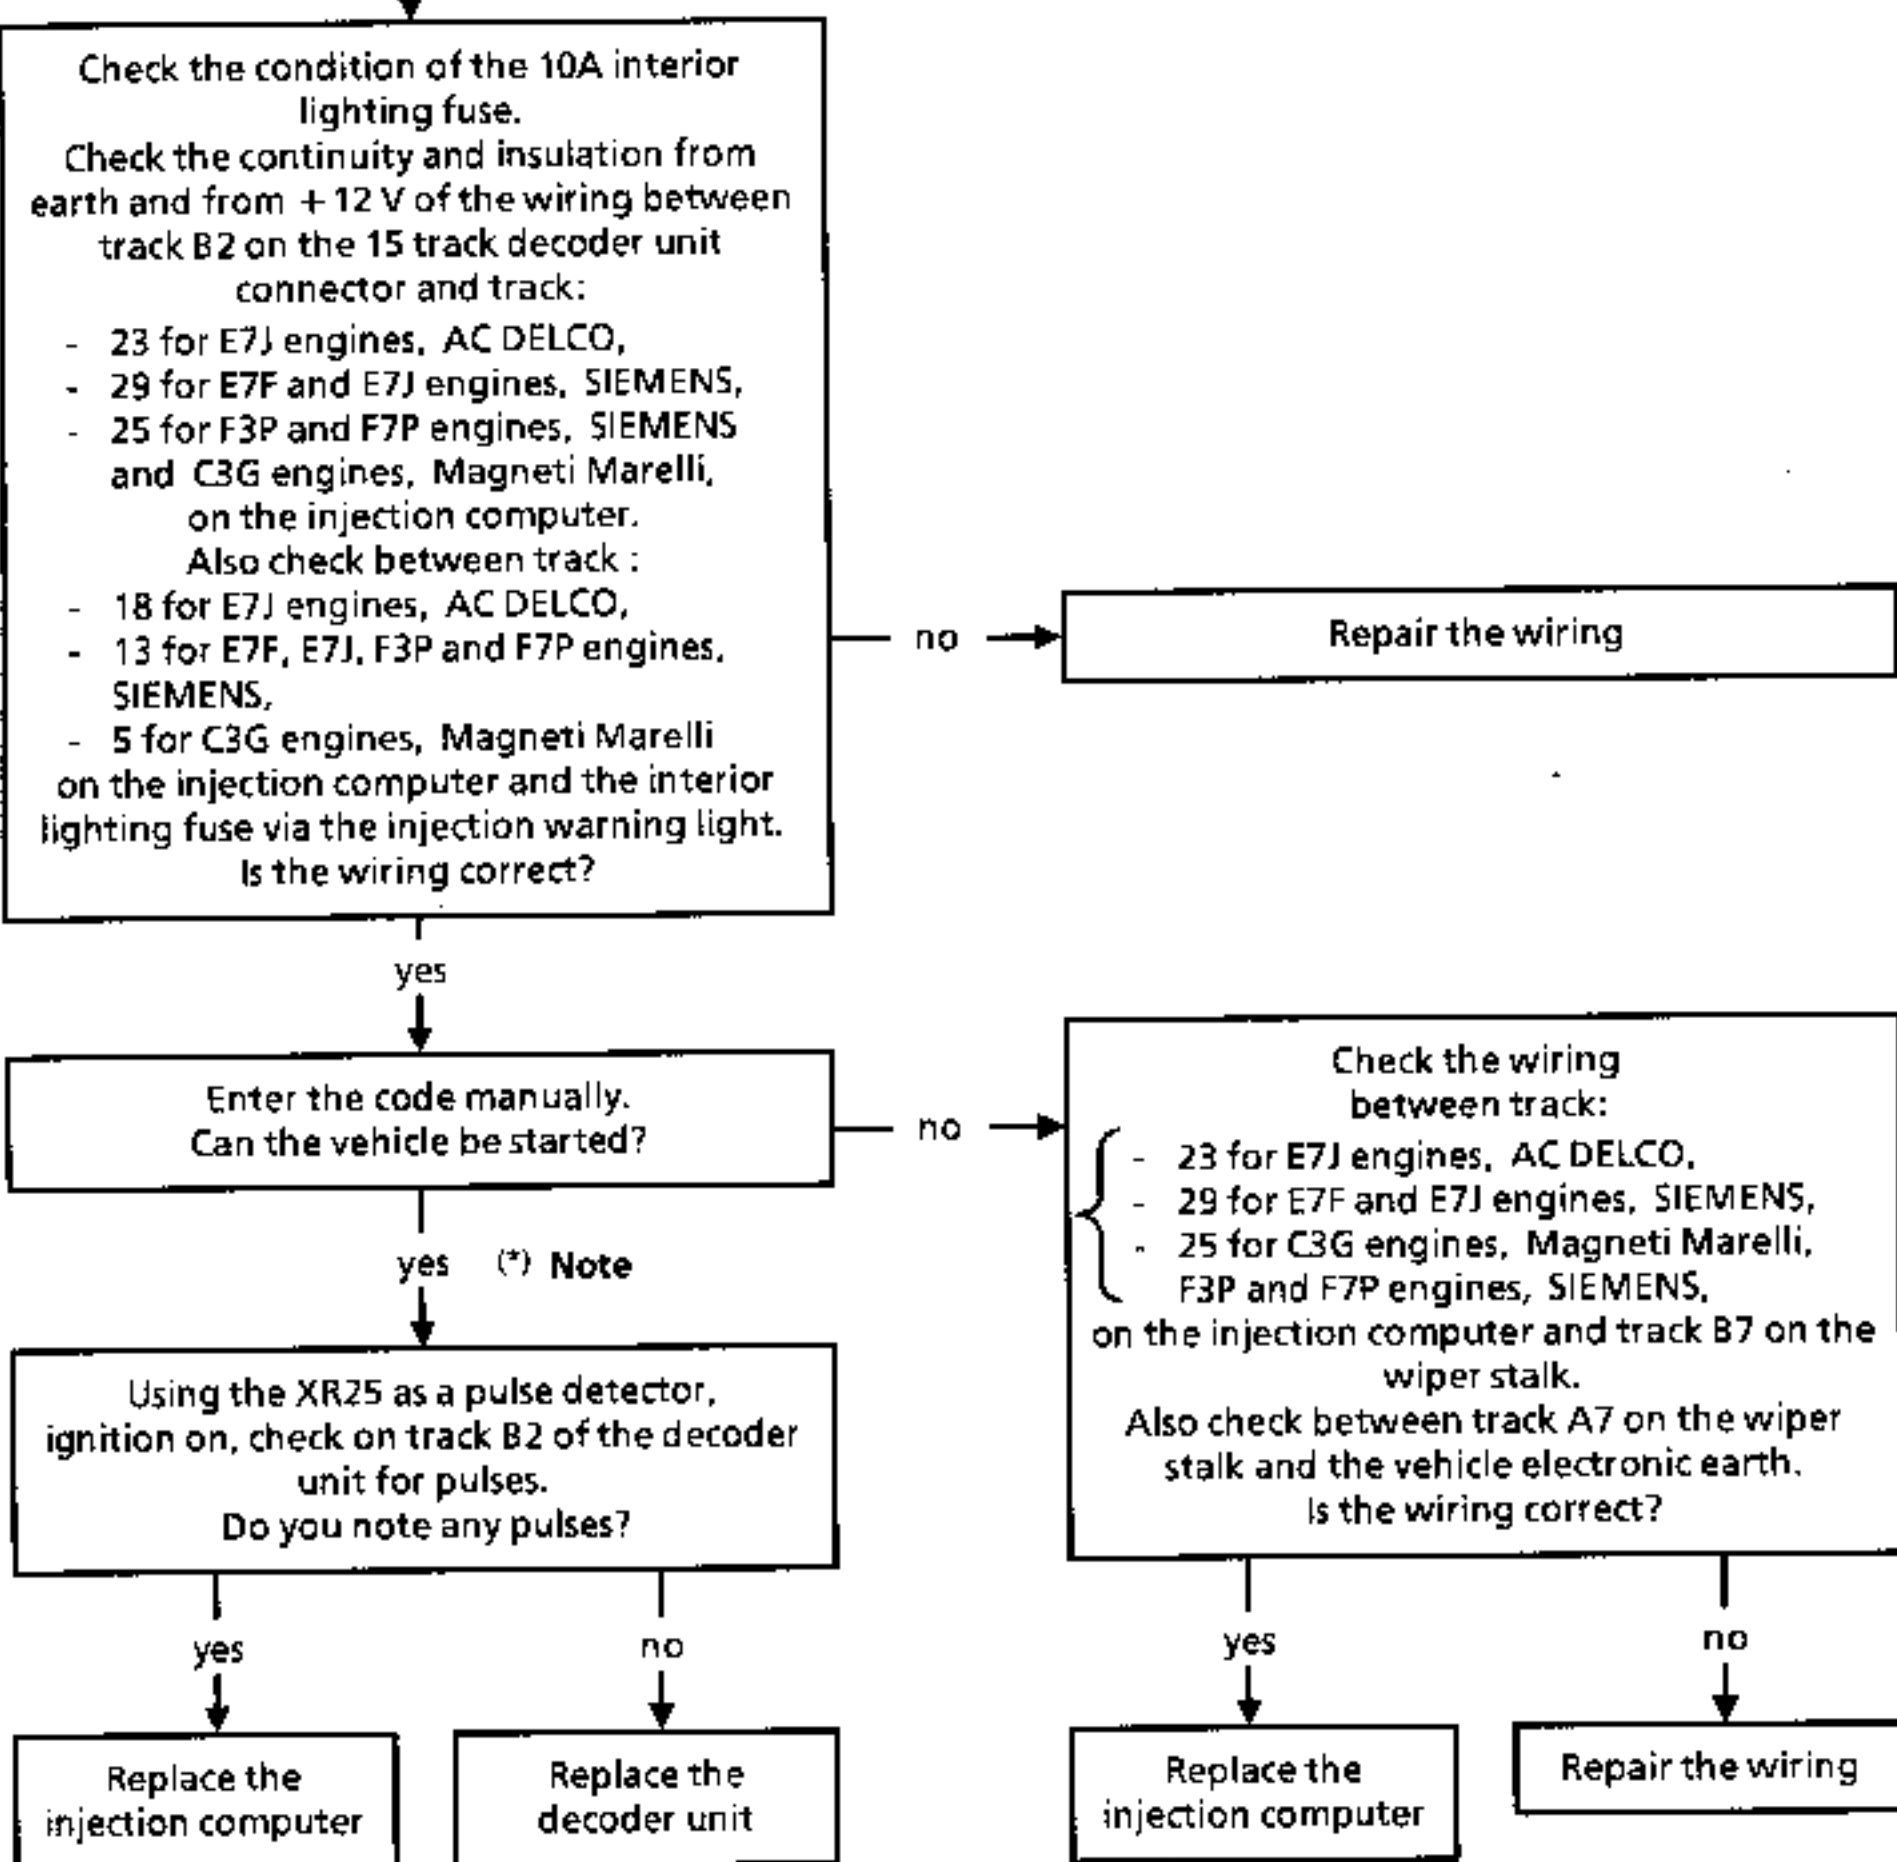 Check the condition of the 10A interior
lighting fuse.
Check the continuity and insulation from
earth and from + 12 V of the wiring between
track B2 on the 15 track decoder unit
connector and track:
- 23 for E7J engines, AC DELCO,
- 29 for E7F and E7J engines, SIEMENS,
- 25 for F3P and F7P engines, SIEMENS
and C3G engines, Magneti Marelli,
on the injection computer.
Also check between track :
- 18 for E7J engines, AC DELCO,
- 13 for E7F, E7J, F3P and F7P engines,
SIEMENS,
- 5 for C3G engines, Magneti Marelli
on the injection computer and the interior
lighting fuse via the injection warning light.
Is the wiring correct?
no
Repair the wiring
yes
Enter the code manually.
Can the vehicle be started?
no
Check the wiring
between track:
- 23 for E7J engines, AC DELCO,
- 29 for E7F and E7J engines, SIEMENS,
- 25 for C3G engines, Magneti Marelli,
F3P and F7P engines, SIEMENS,
on the injection computer and track B7 on the
wiper stalk.
Also check between track A7 on the wiper
stalk and the vehicle electronic earth.
Is the wiring correct?
yes (*) Note
Using the XR25 as a pulse detector,
ignition on, check on track B2 of the decoder
unit for pulses.
Do you note any pulses?
yes
no
yes
no
Replace the
injection computer
Replace the
decoder unit
Replace the
injection computer
Repair the wiring